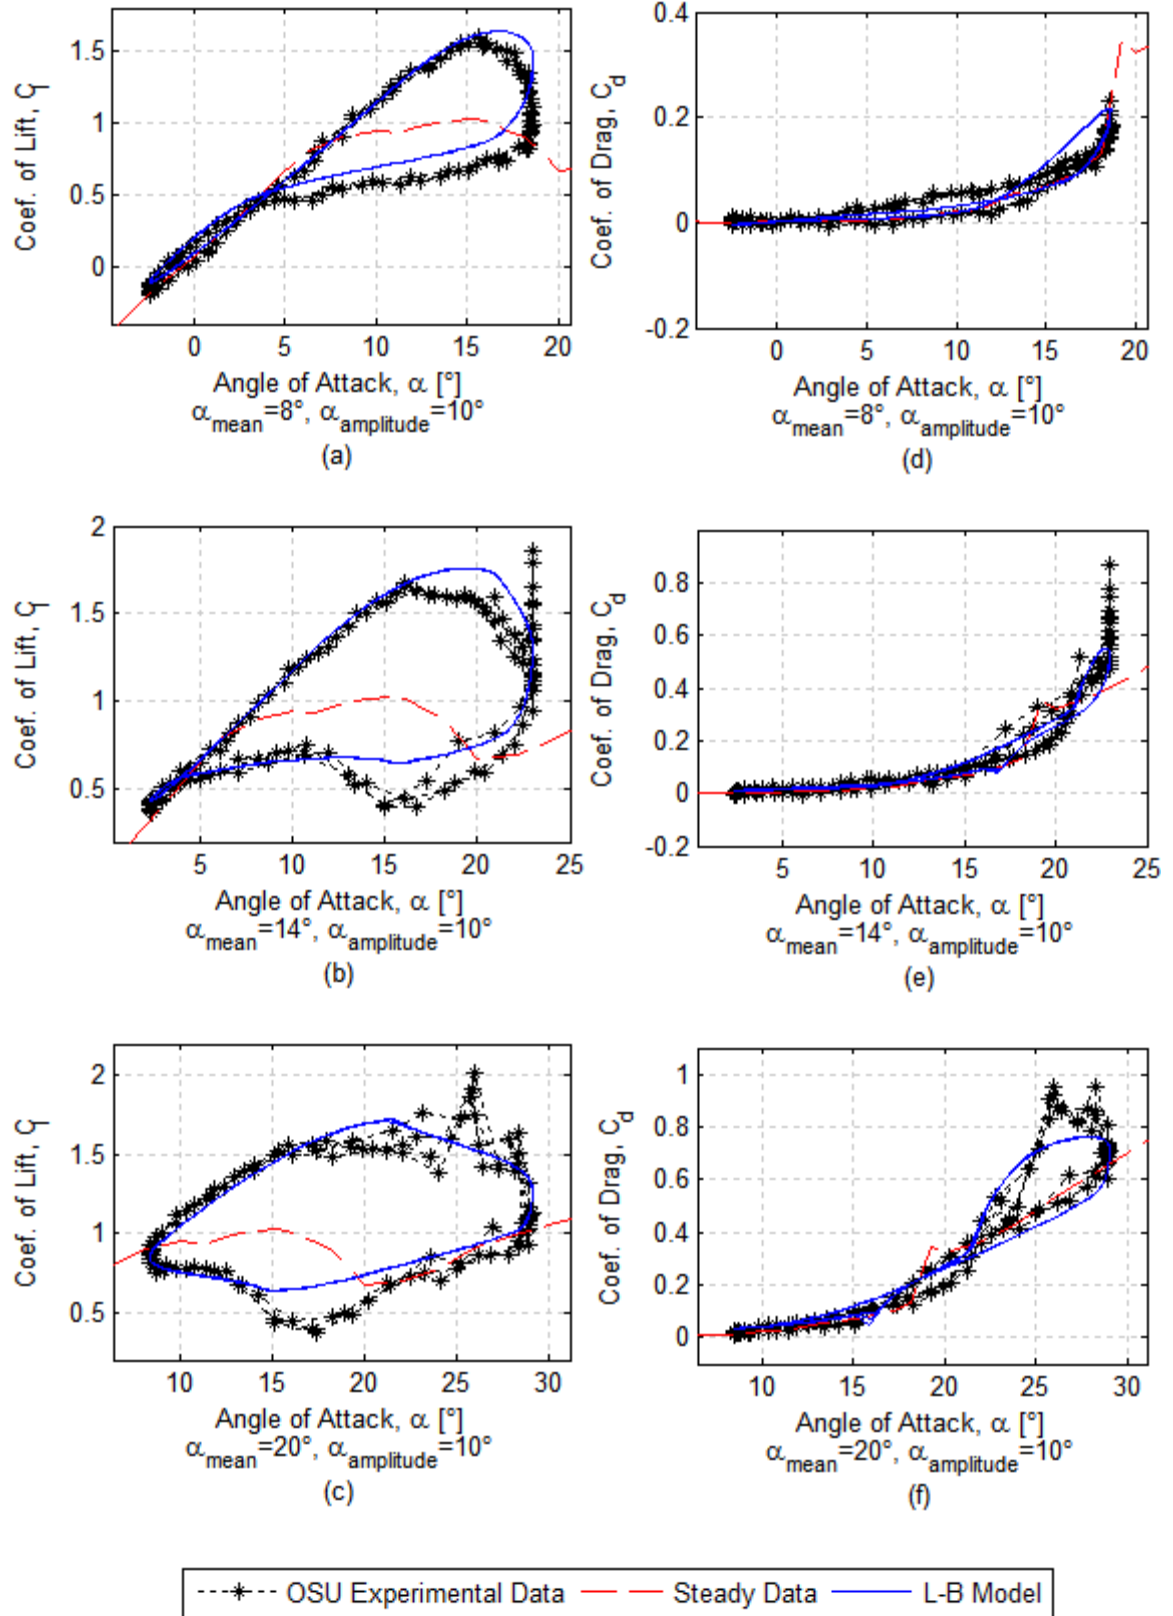 1.5
1
0.5
0
Coef. of Lift, Cl
0 5 10 15 20
Angle of Attack, α [°]
αmean=8°, αamplitude=10°
(a)
0.4
0.2
0
-0.2
Coef. of Drag, Cd
0 5 10 15 20
Angle of Attack, α [°]
αmean=8°, αamplitude=10°
(d)
2
1.5
1
0.5
Coef. of Lift, Cl
5 10 15 20 25
Angle of Attack, α [°]
αmean=14°, αamplitude=10°
(b)
0.8
0.6
0.4
0.2
0
-0.2
Coef. of Drag, Cd
5 10 15 20 25
Angle of Attack, α [°]
αmean=14°, αamplitude=10°
(e)
2
1.5
1
0.5
Coef. of Lift, Cl
10 15 20 25 30
Angle of Attack, α [°]
αmean=20°, αamplitude=10°
(c)
1
0.8
0.6
0.4
0.2
0
Coef. of Drag, Cd
10 15 20 25 30
Angle of Attack, α [°]
αmean=20°, αamplitude=10°
(f)
OSU Experimental Data Steady Data L-B Model